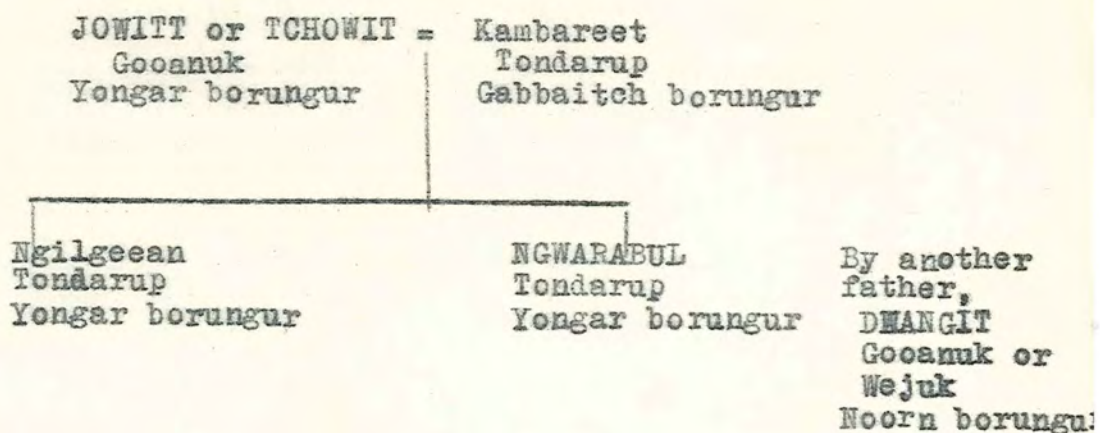 JOWITT or TCHOWIT = Kambareet
Gooanuk Tondarup
Yongar borungur Gabbaitch borungur
Ngilgeean
Tondarup
Yongar borungur
NGWARABUL
Tondarup
Yongar borungur
By another
father,
DHANGIT
Gooanuk or
Wejuk
Noorn borungu